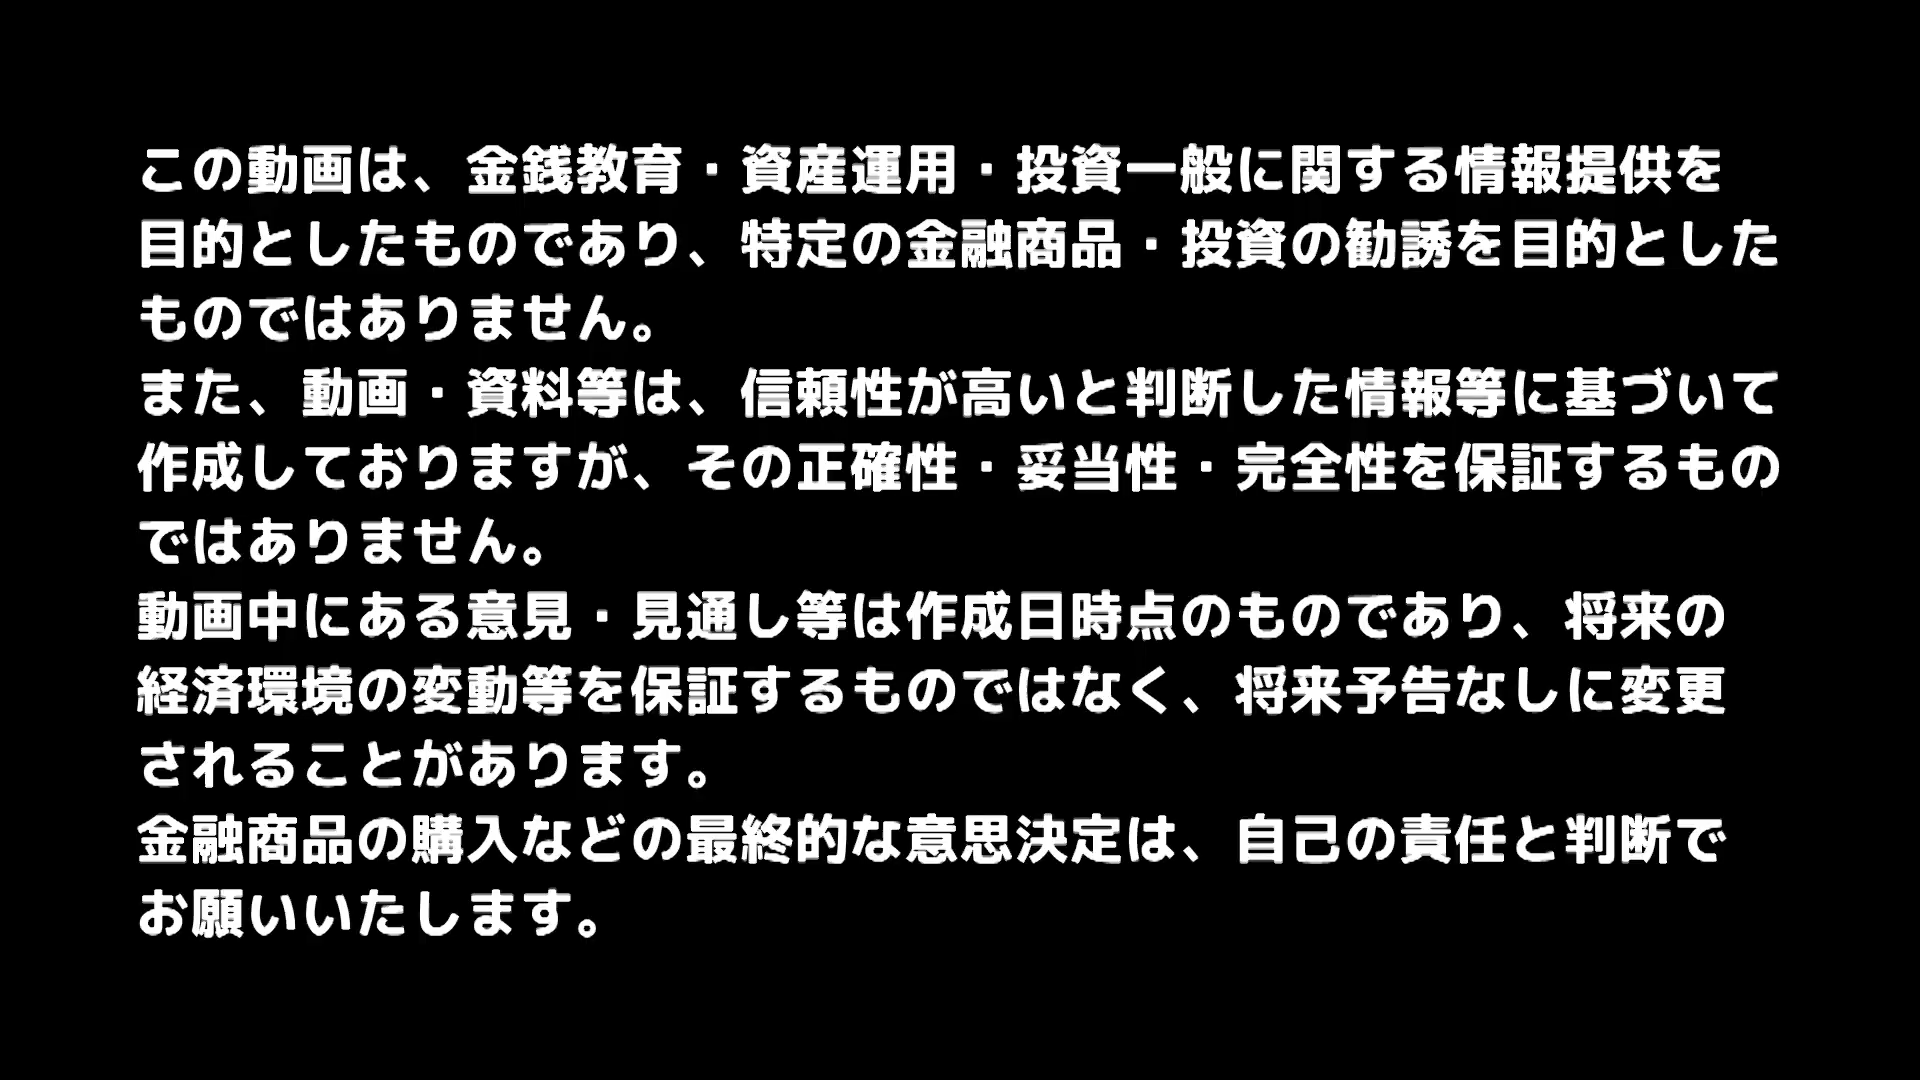 この動画は、金銭教育・資産運用・投資一般に関する情報提供を
目的としたものであり、特定の金融商品・投資の勧誘を目的とした
ものではありません。
また、動画・資料等は、信頼性が高いと判断した情報等に基づいて
作成しておりますが、その正確性・妥当性・完全性を保証するもの
ではありません。
動画中にある意見・見通し等は作成日時点のものであり、将来の
経済環境の変動等を保証するものではなく、将来予告なしに変更
されることがあります。
金融商品の購入などの最終的な意思決定は、自己の責任と判断で
お願いいたします。